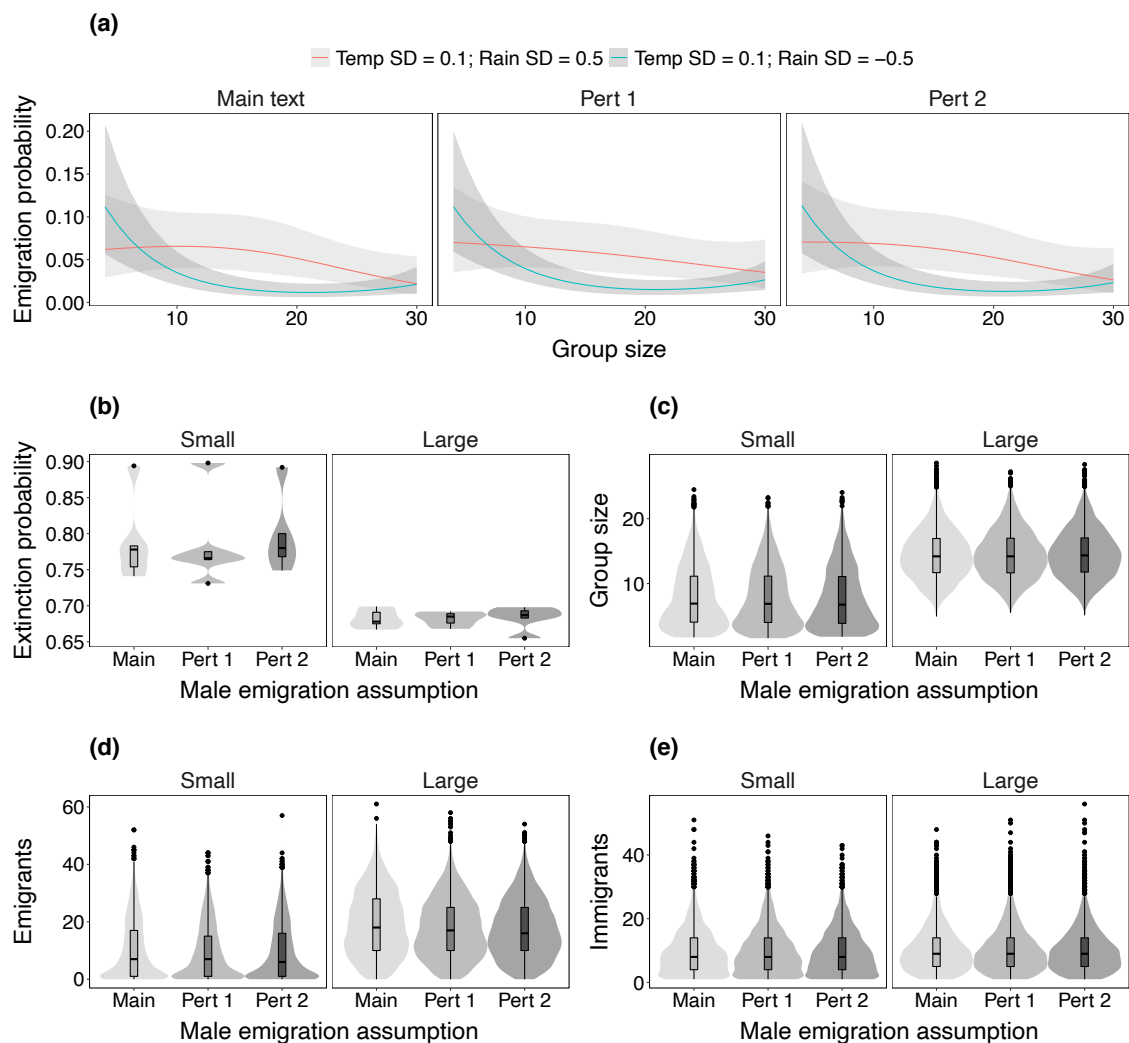 (a)
Temp SD = 0.1; Rain SD = 0.5 Temp SD = 0.1; Rain SD = −0.5
Main text Pert 1 Pert 2
Emigration probability
0.20
0.15
0.10
0.05
0.00
10 20 30 10 20 30 10 20 30
Group size
(b)
Small Large
Extinction probability
0.90
0.85
0.80
0.75
0.70
0.65
Main Pert 1 Pert 2 Main Pert 1 Pert 2
Male emigration assumption
(c)
Small Large
Group size
20
10
Main Pert 1 Pert 2 Main Pert 1 Pert 2
Male emigration assumption
(d)
Small Large
Emigrants
60
40
20
0
Main Pert 1 Pert 2 Main Pert 1 Pert 2
Male emigration assumption
(e)
Small Large
Immigrants
40
20
0
Main Pert 1 Pert 2 Main Pert 1 Pert 2
Male emigration assumption